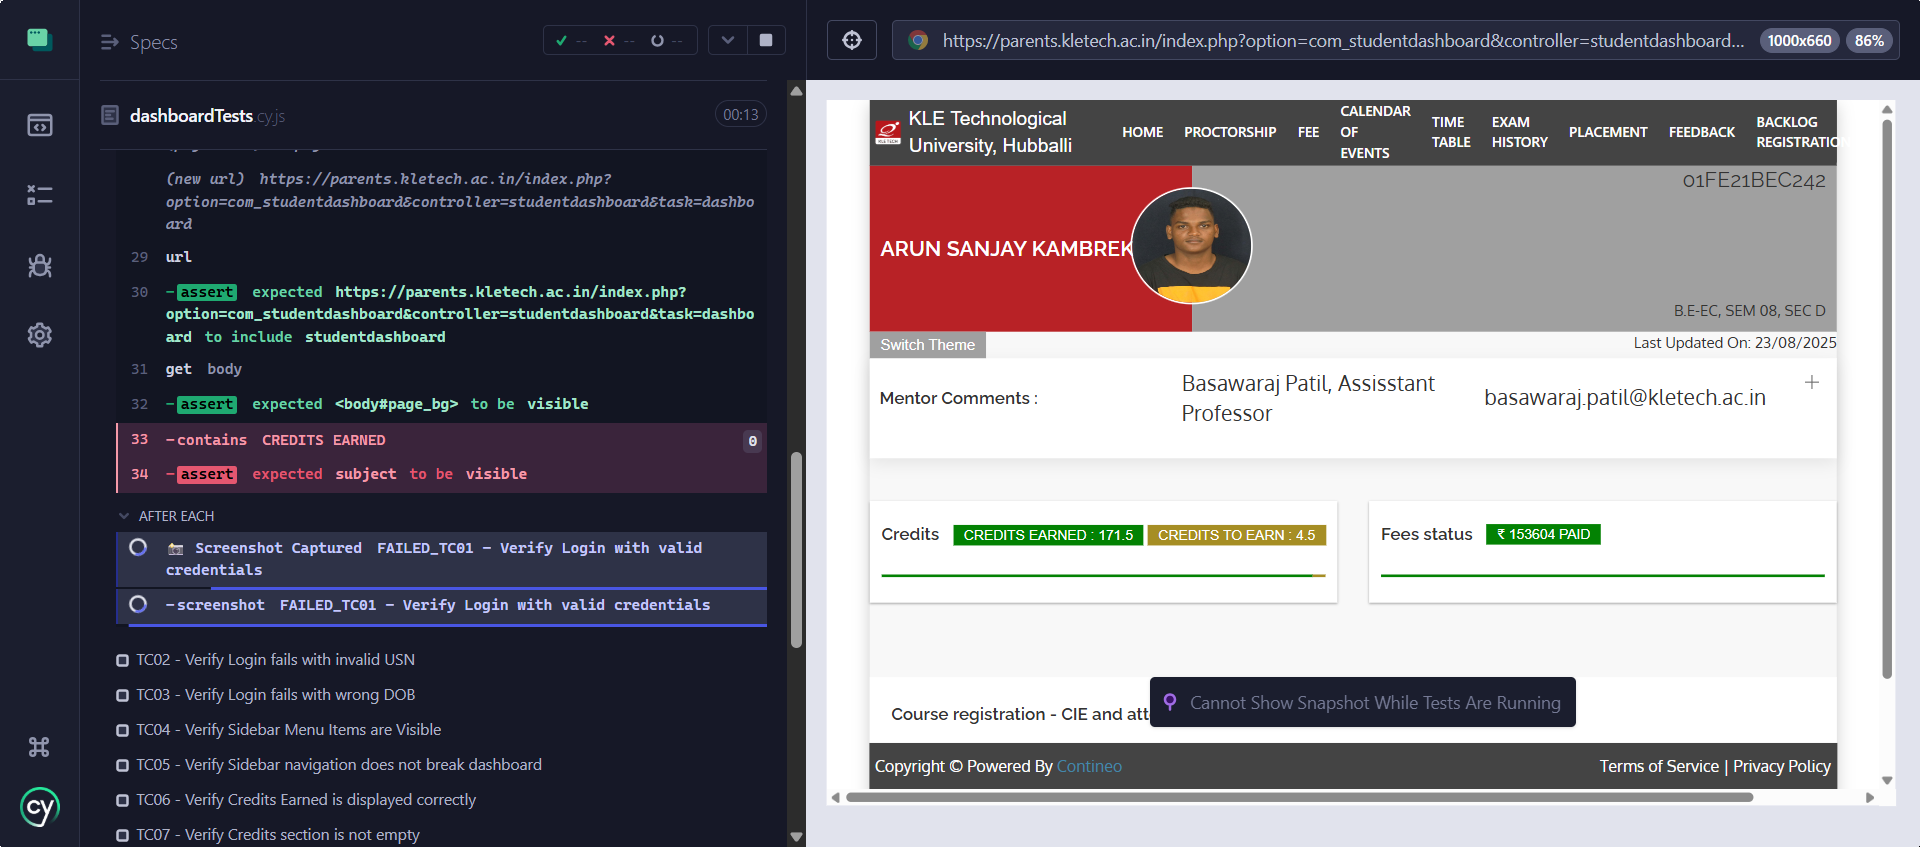 Specs
-- -- --
dashboardTests.cy.js
00:13
(new url) https://parents.kletech.ac.in/index.php?
option=com_studentdashboard&controller=studentdashboard&task=dashbo
ard
29 url
30 -assert expected https://parents.kletech.ac.in/index.php?
option=com_studentdashboard&controller=studentdashboard&task=dashbo
ard to include studentdashboard
31 get body
32 -assert expected <body#page_bg> to be visible
33 -contains CREDITS EARNED 0
34 -assert expected subject to be visible
AFTER EACH
Screenshot Captured FAILED_TC01 - Verify Login with valid
credentials
-screenshot FAILED_TC01 - Verify Login with valid credentials
TC02 - Verify Login fails with invalid USN
TC03 - Verify Login fails with wrong DOB
TC04 - Verify Sidebar Menu Items are Visible
TC05 - Verify Sidebar navigation does not break dashboard
TC06 - Verify Credits Earned is displayed correctly
TC07 - Verify Credits section is not empty
cy
https://parents.kletech.ac.in/index.php?option=com_studentdashboard&controller=studentdashboard...
1000x660
86%
KLE TECH
KLE Technological
University, Hubballi
HOME
PROCTORSHIP
FEE
CALENDAR
OF
EVENTS
TIME
TABLE
EXAM
HISTORY
PLACEMENT
FEEDBACK
BACKLOG
REGISTRATION
01FE21BEC242
ARUN SANJAY KAMBREK
B.E-EC, SEM 08, SEC D
Switch Theme
Last Updated On: 23/08/2025
Mentor Comments :
Basawaraj Patil, Assisstant
Professor
basawaraj.patil@kletech.ac.in
Credits
CREDITS EARNED : 171.5
CREDITS TO EARN : 4.5
Fees status
₹ 153604 PAID
Course registration - CIE and att
Cannot Show Snapshot While Tests Are Running
Copyright © Powered By Contineo
Terms of Service | Privacy Policy